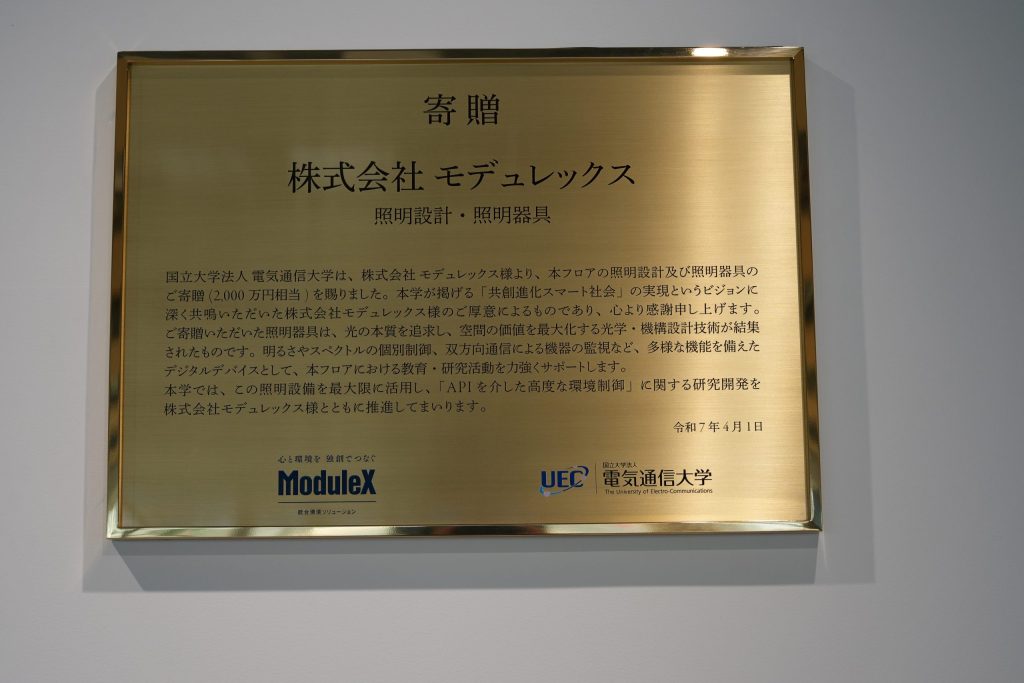 寄贈
株式会社 モデュレックス
照明設計・照明器具
国立大学法人 電気通信大学は、株式会社 モデュレックス様より、本フロアの照明設計及び照明器具の
ご寄贈 (2,000 万円相当) を賜りました。本学が掲げる「共創進化スマート社会」の実現というビジョンに
深く共鳴いただいた株式会社モデュレックス様のご厚意によるものであり、心より感謝申し上げます。
ご寄贈いただいた照明器具は、光の本質を追求し、空間の価値を最大化する光学・機構設計技術が結集
されたものです。明るさやスペクトルの個別制御、双方向通信による機器の監視など、多様な機能を備えた
デジタルデバイスとして、本フロアにおける教育・研究活動を力強くサポートします。
本学では、この照明設備を最大限に活用し、「API を介した高度な環境制御」に関する研究開発を
株式会社モデュレックス様とともに推進してまいります。
令和 7 年 4 月 1 日
心と環境を 独創でつなぐ
ModuleX
統合環境ソリューション
UEC
国立大学法人
電気通信大学
The University of Electro-Communications